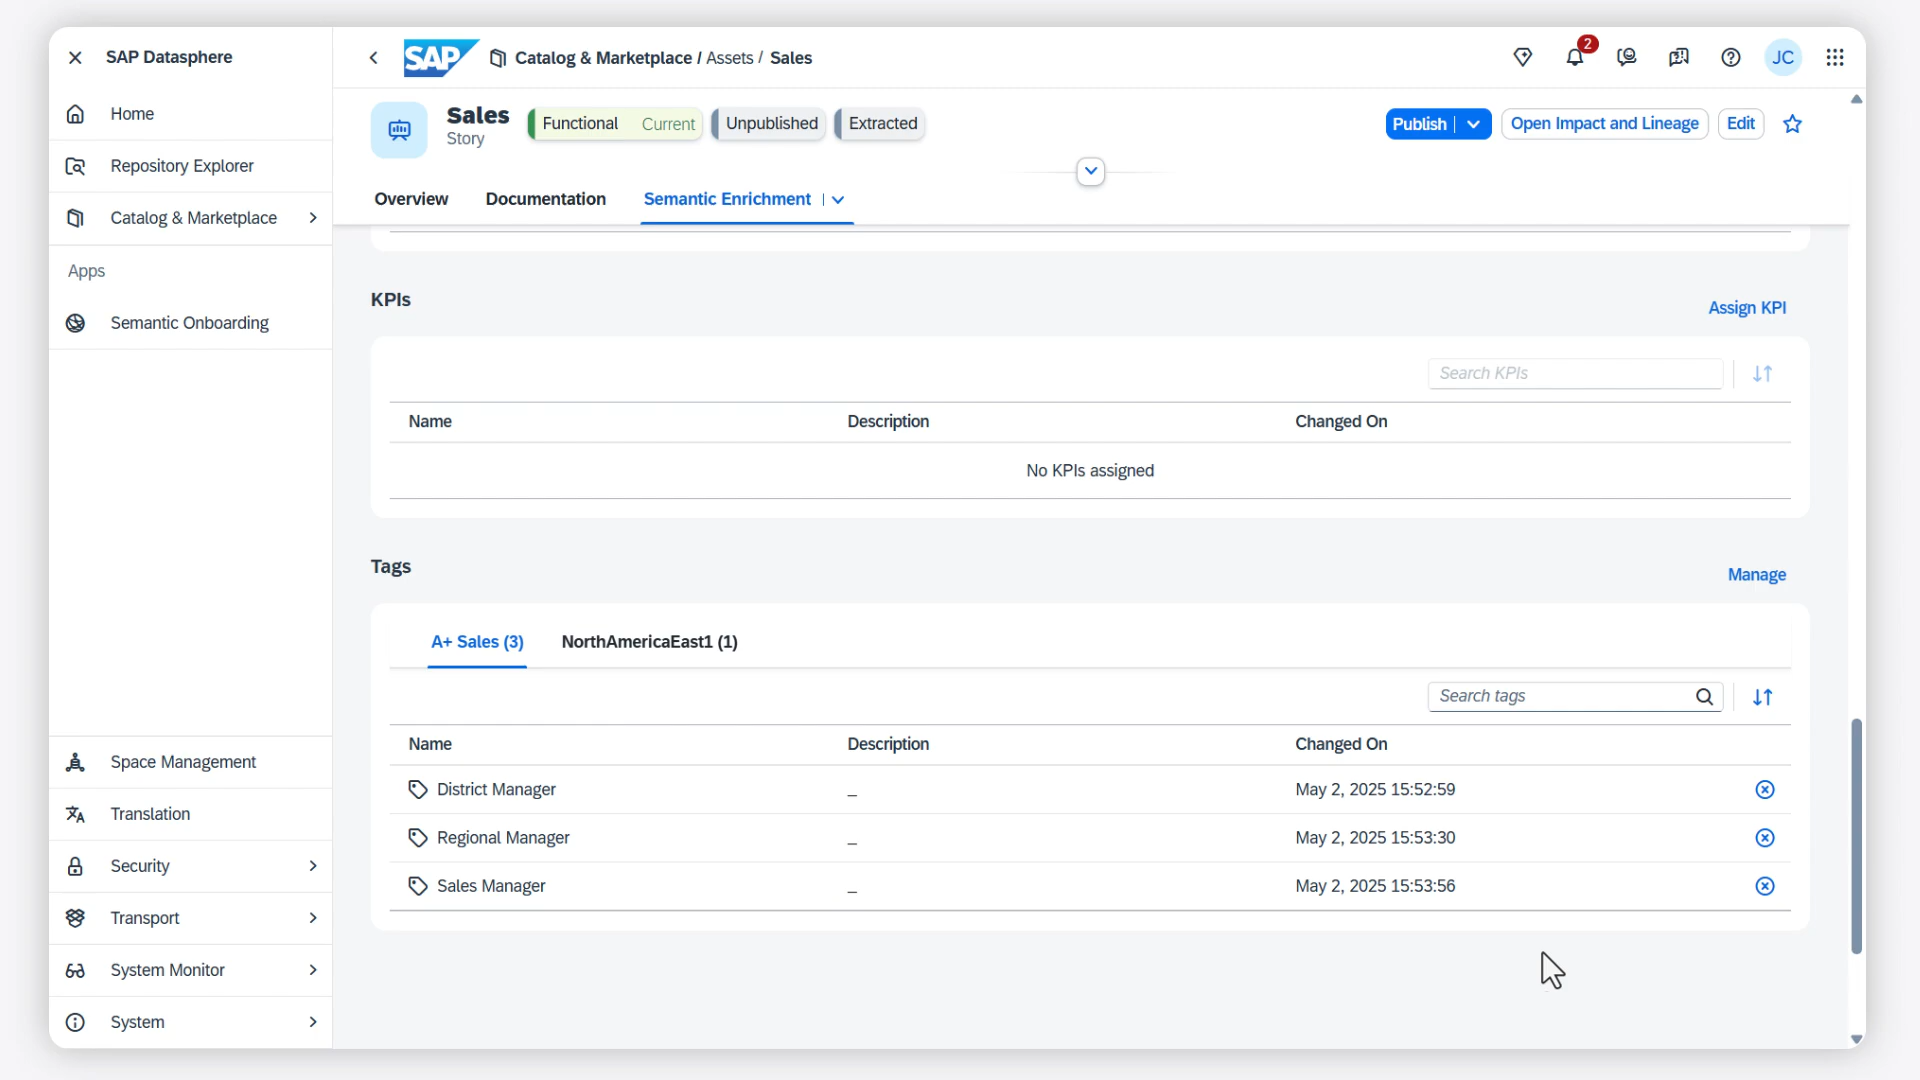 SAP Datasphere
Home
Repository Explorer
Catalog & Marketplace
Apps
Semantic Onboarding
Space Management
Translation
Security
Transport
System Monitor
System
SAP Catalog & Marketplace / Assets / Sales
2
JC
Sales
Story
Functional Current
Unpublished
Extracted
Publish
Open Impact and Lineage
Edit
Overview
Documentation
Semantic Enrichment
KPIs
Assign KPI
Search KPIs
Name Description Changed On
No KPIs assigned
Tags
Manage
A+ Sales (3) NorthAmericaEast1 (1)
Search tags
Name Description Changed On
District Manager _ May 2, 2025 15:52:59
Regional Manager _ May 2, 2025 15:53:30
Sales Manager _ May 2, 2025 15:53:56